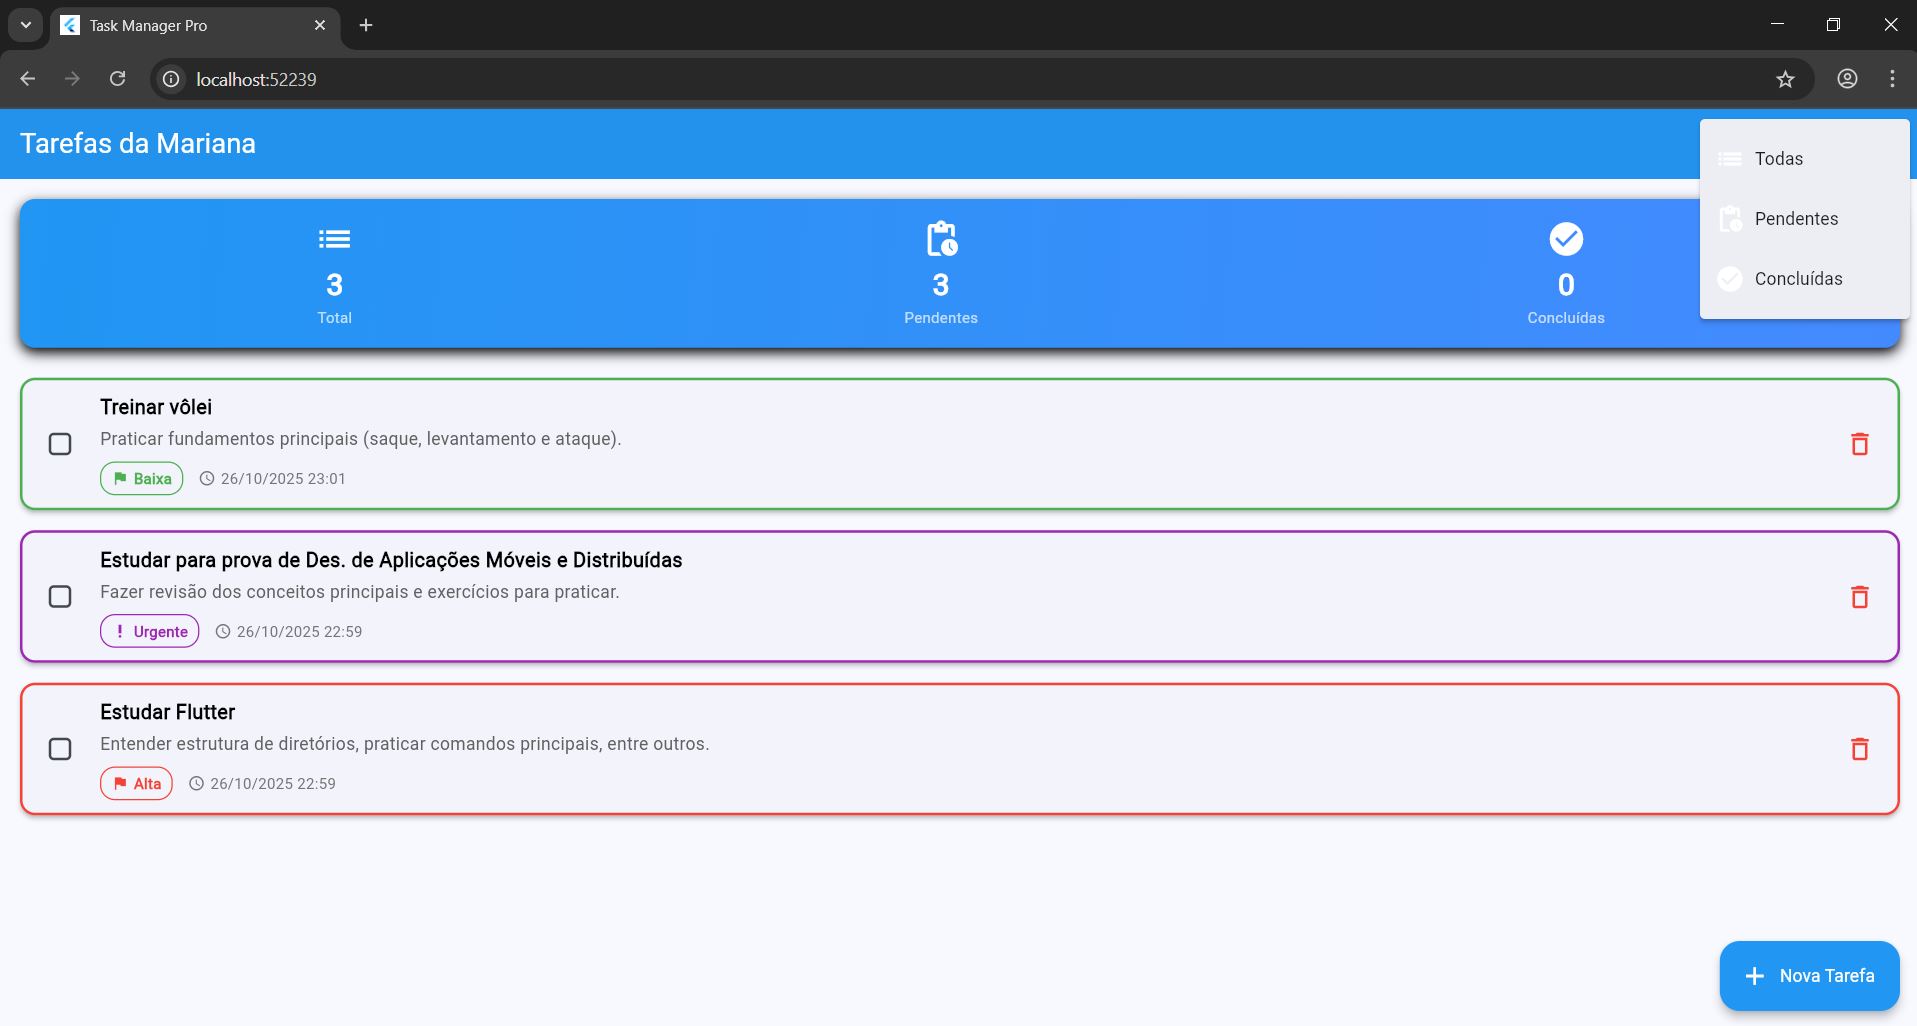 Task Manager Pro
localhost:52239
Tarefas da Mariana
Todas
Pendentes
Concluídas
3
Total
3
Pendentes
0
Concluídas
Treinar vôlei
Praticar fundamentos principais (saque, levantamento e ataque).
Baixa 26/10/2025 23:01
Estudar para prova de Des. de Aplicações Móveis e Distribuídas
Fazer revisão dos conceitos principais e exercícios para praticar.
Urgente 26/10/2025 22:59
Estudar Flutter
Entender estrutura de diretórios, praticar comandos principais, entre outros.
Alta 26/10/2025 22:59
Nova Tarefa